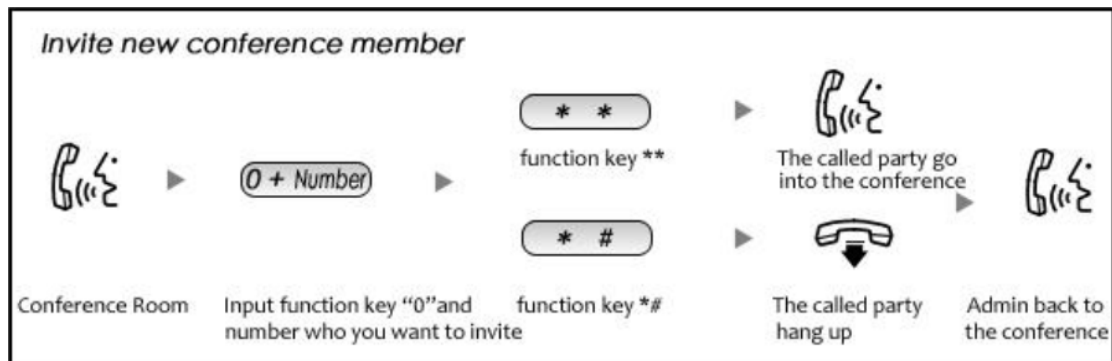 Invite new conference member
0 + Number
* *
function key **
The called party go
into the conference
* #
Conference Room
Input function key “0”and
number who you want to invite
function key *#
The called party
hang up
Admin back to
the conference